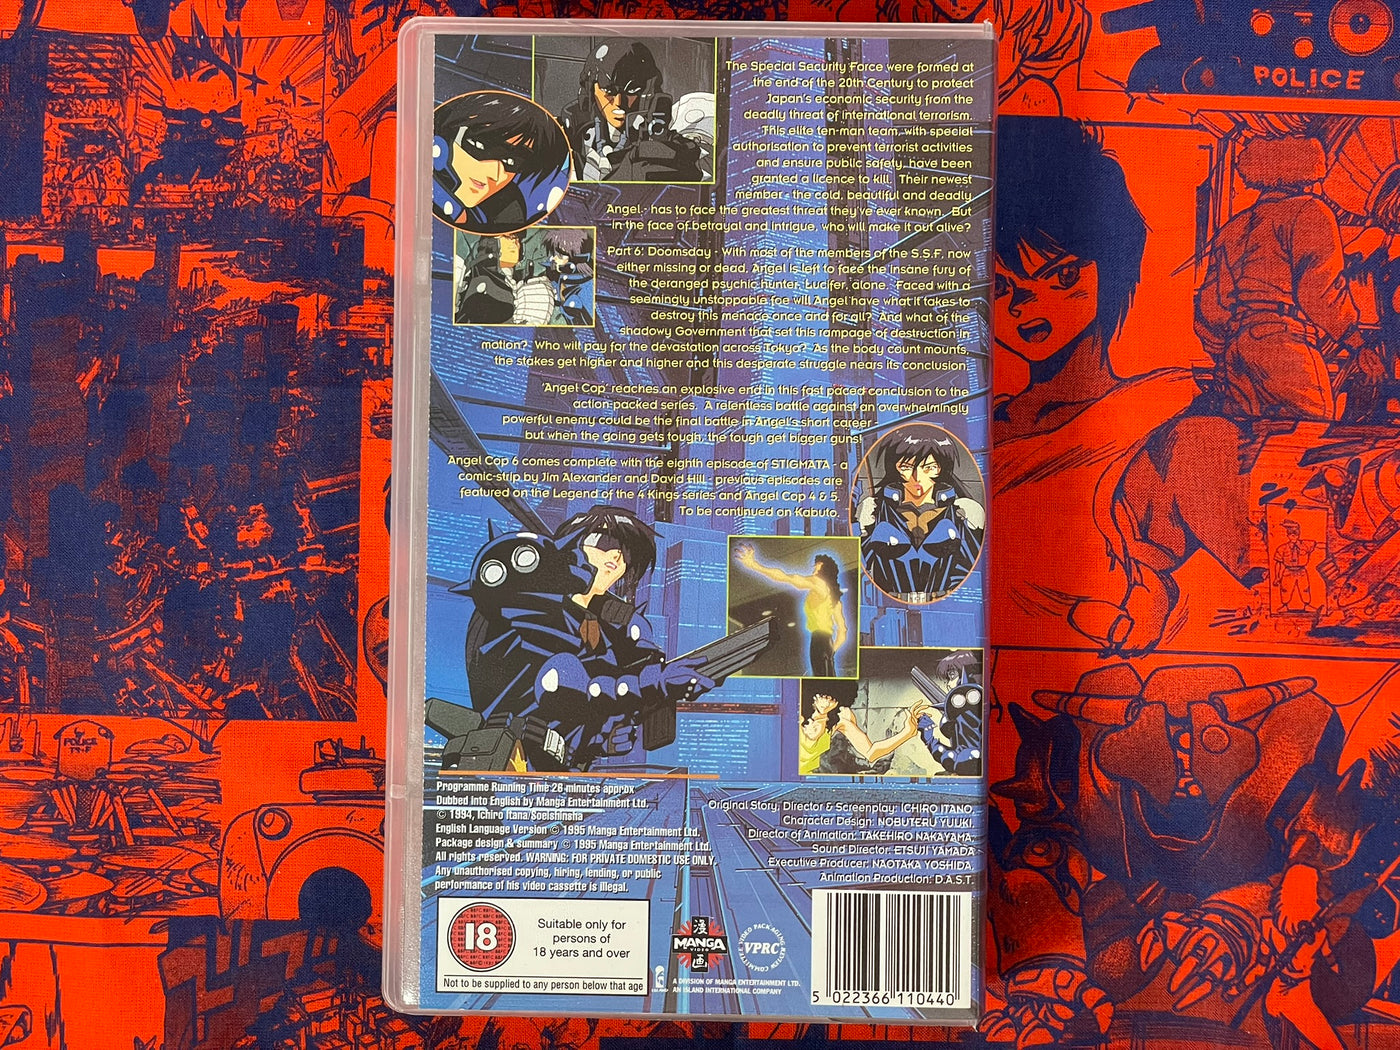 The Special Security Force were formed at
the end of the 20th Century to protect
Japan's economic security from the
deadly threat of international terrorism.
This elite ten-man team, with special
authorisation to prevent terrorist activities
and ensure public safety, have been
granted a licence to kill. Their newest
member - the cold, beautiful and deadly
Angel - has to face the greatest threat they've ever known. But
in the face of betrayal and intrigue, who will make it out alive?
Part 6: Doomsday - With most of the members of the S.S.F. now
either missing or dead, Angel is left to face the insane fury of
the deranged psychic hunter, Lucifer, alone. Faced with a
seemingly unstoppable foe will Angel have what it takes to
destroy this menace once and for all? And what of the
shadowy Government that set this rampage of destruction in
motion? Who will pay for the devastation across Tokyo? As the body count mounts,
the stakes get higher and higher and this desperate struggle nears its conclusion.
'Angel Cop' reaches an explosive end in this fast paced conclusion to the
action-packed series. A relentless battle against an overwhelmingly
powerful enemy could be the final battle in Angel's short career -
but when the going gets tough, the tough get bigger guns!
Angel Cop 6 comes complete with the eighth episode of STIGMATA - a
comic-strip by Jim Alexander and David Hill - previous episodes are
featured on the Legend of the 4 Kings series and Angel Cop 4 & 5.
To be continued on Kabuto.
Programme Running Time 28 minutes approx
Dubbed into English by Manga Entertainment Ltd,
© 1994, Ichiro Itana/Soeishinsha
English Language Version © 1995 Manga Entertainment Ltd.
Package design & summary © 1995 Manga Entertainment Ltd.
All rights reserved. WARNING: FOR PRIVATE DOMESTIC USE ONLY.
Any unauthorised copying, hiring, lending, or public
performance of his video cassette is illegal.
Original Story, Director & Screenplay: ICHIRO ITANO,
Character Design: NOBUTERU YUUKI,
Director of Animation: TAKEHIRO NAKAYAMA,
Sound Director: ETSUJI YAMADA
Executive Producer: NAOTAKA YOSHIDA,
Animation Production: D.A.S.T.
18
Suitable only for
persons of
18 years and over
Not to be supplied to any person below that age
漫
MANGA
VIDEO
画
A DIVISION OF MANGA ENTERTAINMENT LTD.
AN ISLAND INTERNATIONAL COMPANY
VIDEO PACKAGING REVIEW COMMITTEE
VPRC
5 022366 110440
POLICE